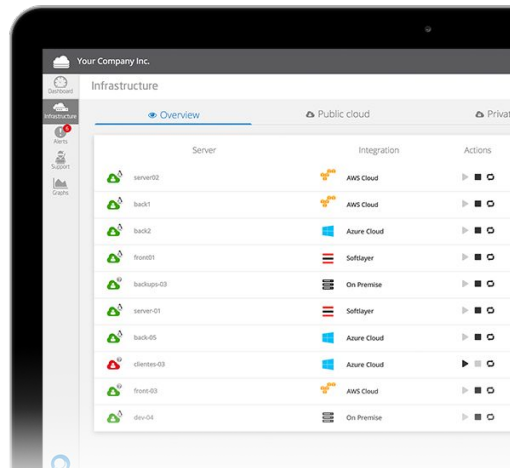 Your Company Inc.
Dashboard
Infrastructure
Infrastructure
Alerts
Support
Graphs
Overview
Public cloud
Privat
Server
Integration
Actions
server02
AWS Cloud
back1
AWS Cloud
back2
Azure Cloud
front01
Softlayer
backups-03
On Premise
server-01
Softlayer
back-05
Azure Cloud
clientes-03
Azure Cloud
front-03
AWS Cloud
dev-04
On Premise